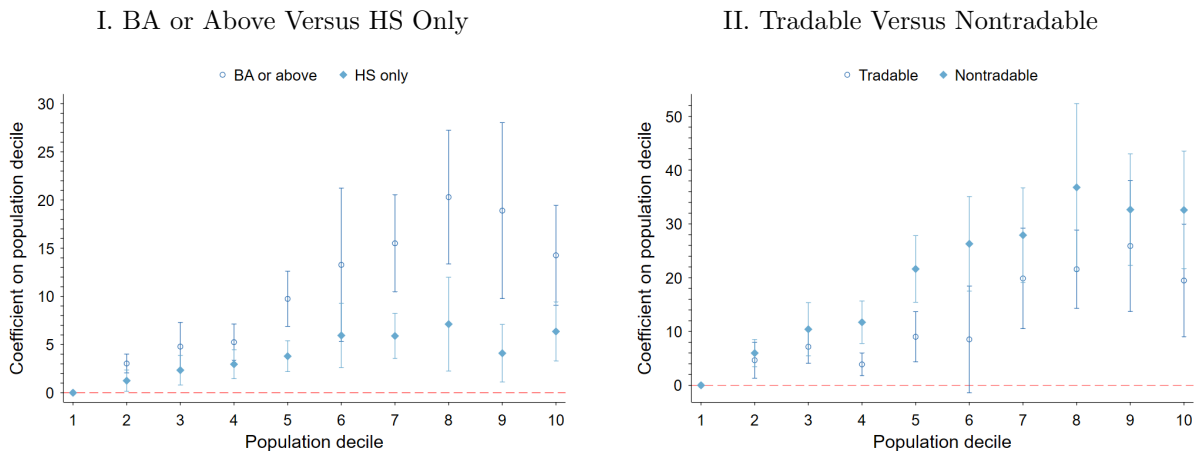 I. BA or Above Versus HS Only
BA or above HS only
Coefficient on population decile
30
25
20
15
10
5
0
1 2 3 4 5 6 7 8 9 10
Population decile
II. Tradable Versus Nontradable
Tradable Nontradable
Coefficient on population decile
50
40
30
20
10
0
1 2 3 4 5 6 7 8 9 10
Population decile